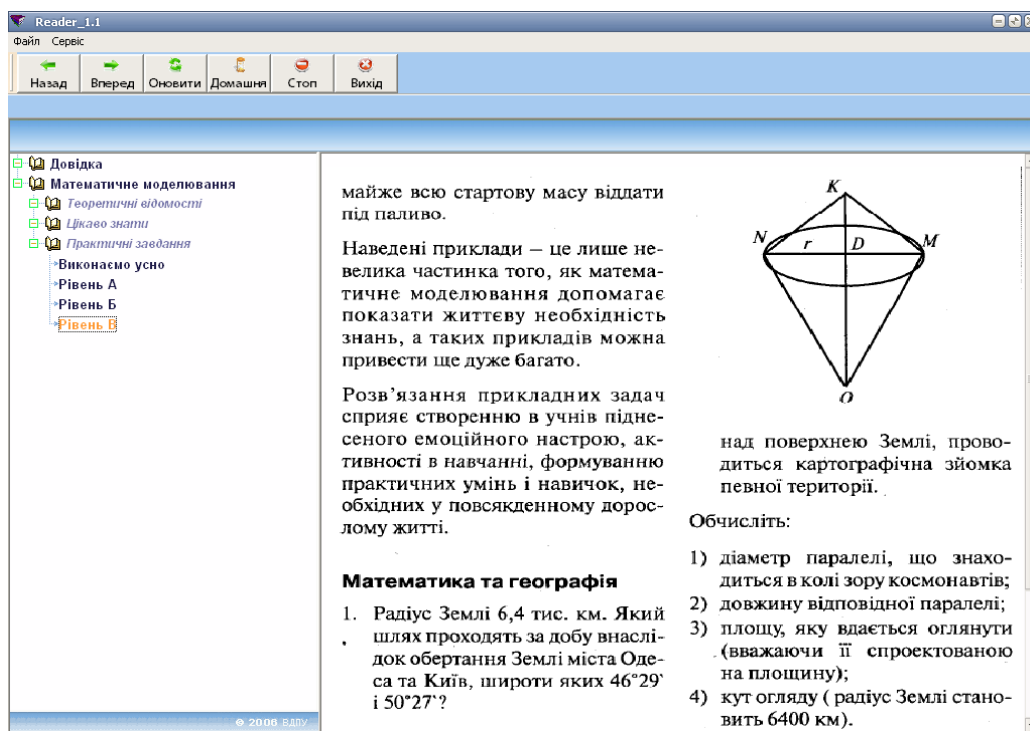 Reader_1.1
Файл Сервіс
Назад Вперед Оновити Домашня Стоп Вихід
Довідка
Математичне моделювання
Теоретичні відомості
Цікаво знати
Практичні завдання
Виконаємо усно
Рівень А
Рівень Б
Рівень В
© 2006 ВДПУ
майже всю стартову масу віддати
під паливо.
Наведені приклади – це лише не-
велика частинка того, як матема-
тичне моделювання допомагає
показати життєву необхідність
знань, а таких прикладів можна
привести ще дуже багато.
Розв’язання прикладних задач
сприяє створенню в учнів підне-
сеного емоційного настрою, ак-
тивності в навчанні, формуванню
практичних умінь і навичок, не-
обхідних у повсякденному дорос-
лому житті.
Математика та географія
1. Радіус Землі 6,4 тис. км. Який
шлях проходять за добу внаслі-
док обертання Землі міста Оде-
са та Київ, широти яких 46°29`
і 50°27`?
K
N r D M
O
над поверхнею Землі, прово-
диться картографічна зйомка
певної території.
Обчисліть:
1) діаметр паралелі, що знахо-
диться в колі зору космонавтів;
2) довжину відповідної паралелі;
3) площу, яку вдається оглянути
(вважаючи її спроектованою
на площину);
4) кут огляду ( радіус Землі стано-
вить 6400 км).